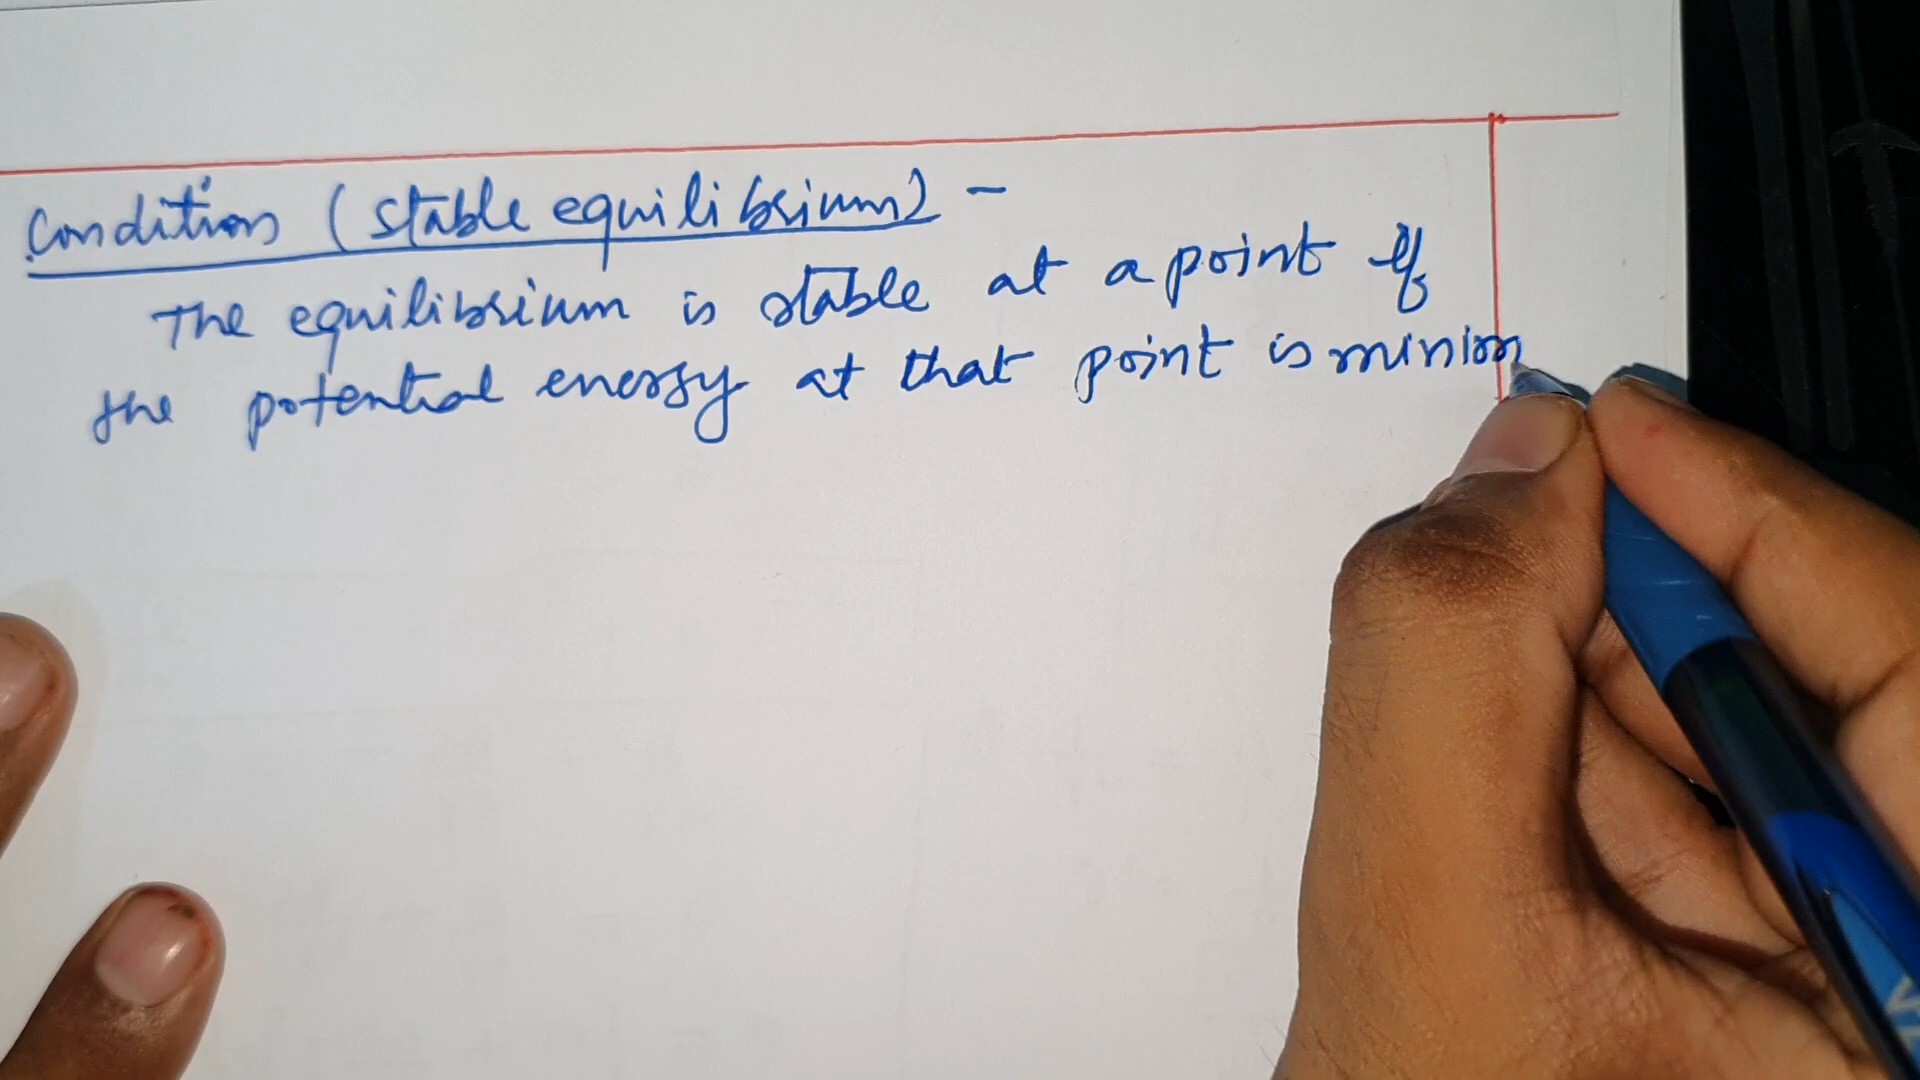 Condition (stable equilibrium) -
The equilibrium is stable at a point if
the potential energy at that point is minim